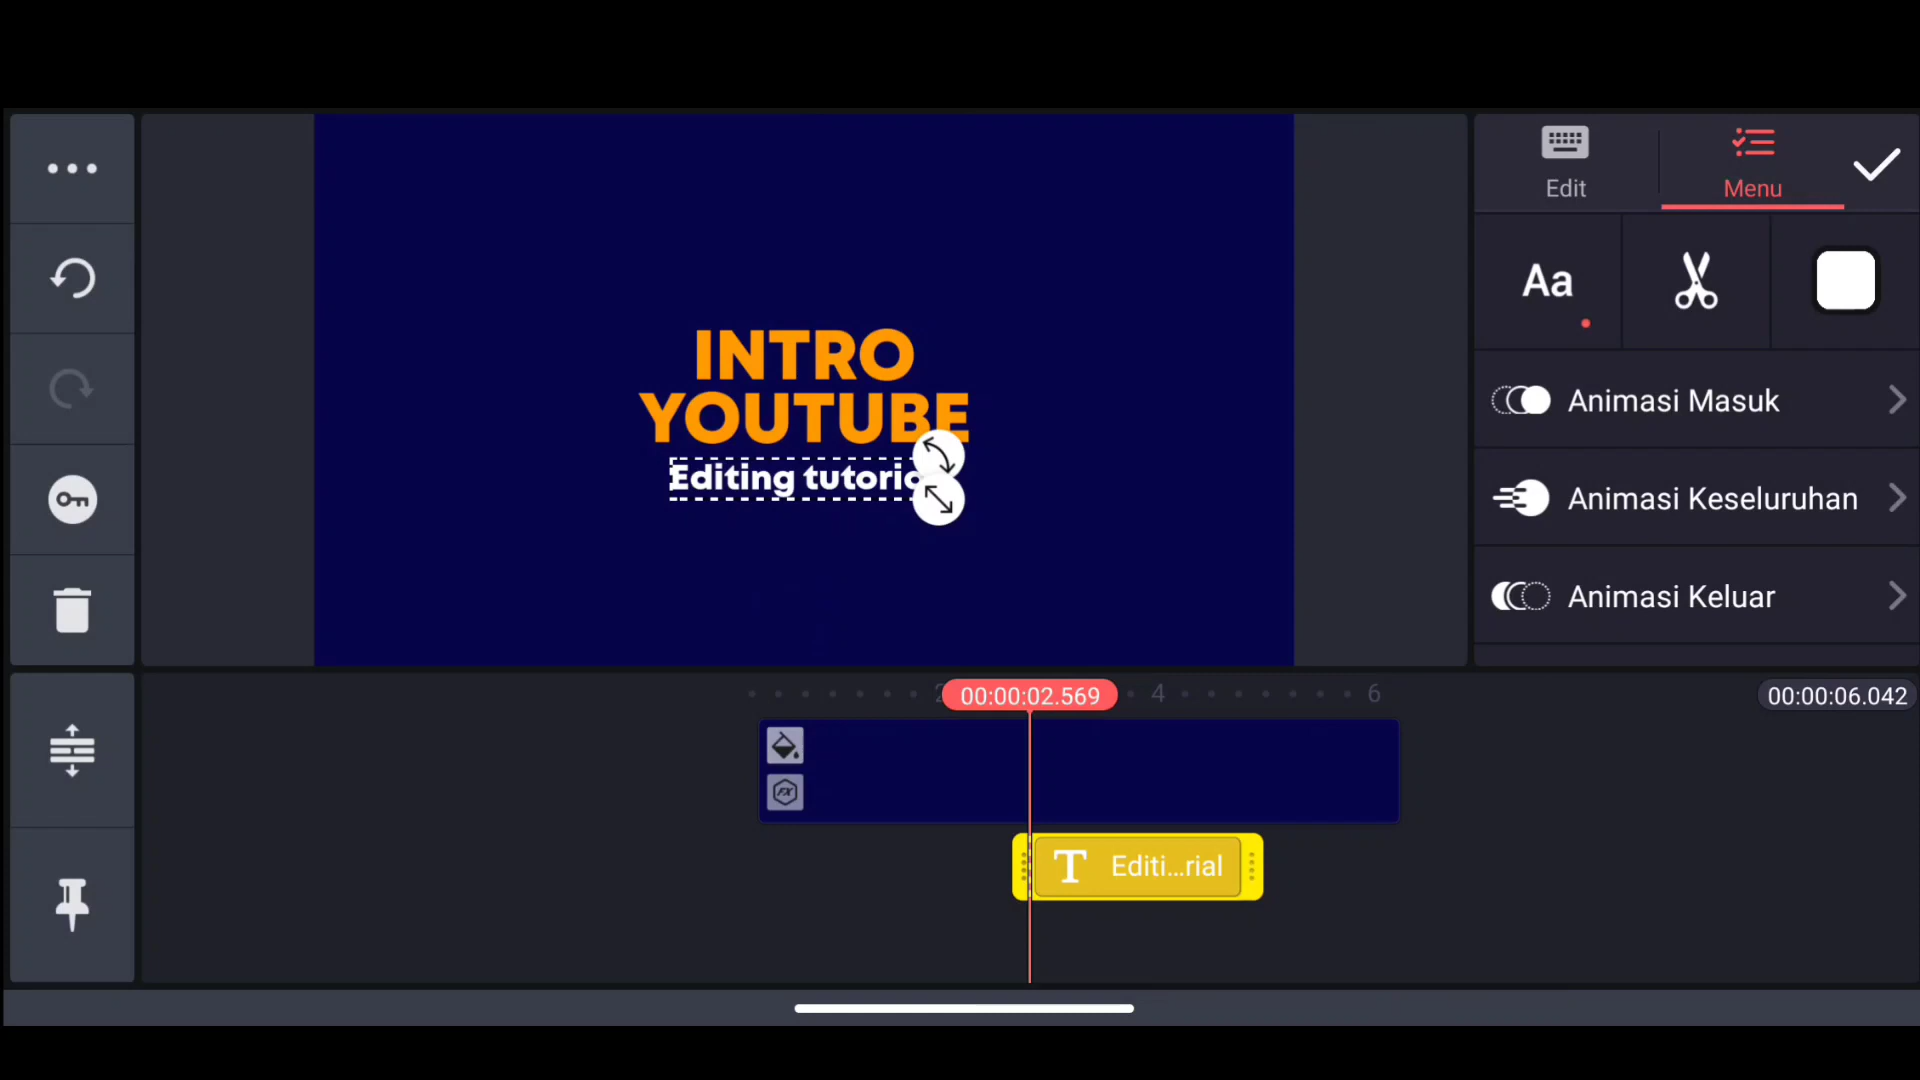 Edit
Menu
Aa
INTRO
YOUTUBE
Editing
Animasi Masuk
Animasi Keseluruhan
Animasi Keluar
00:00:02.569
4
6
00:00:06.042
FX
T Editi...rial